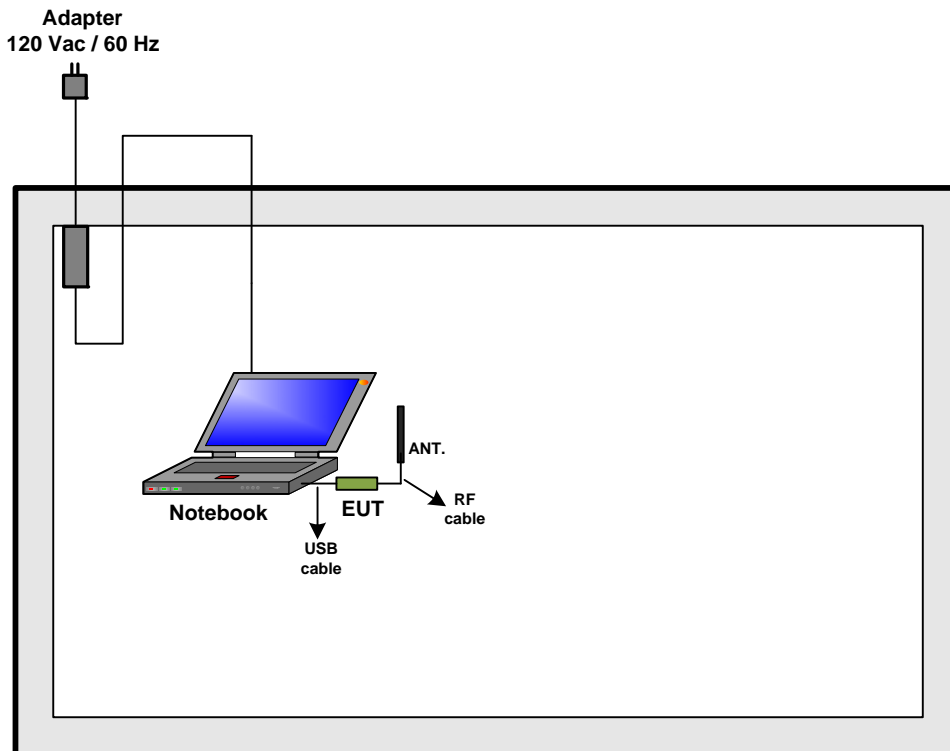 Adapter
120 Vac / 60 Hz
ANT.
Notebook
EUT
RF
cable
USB
cable